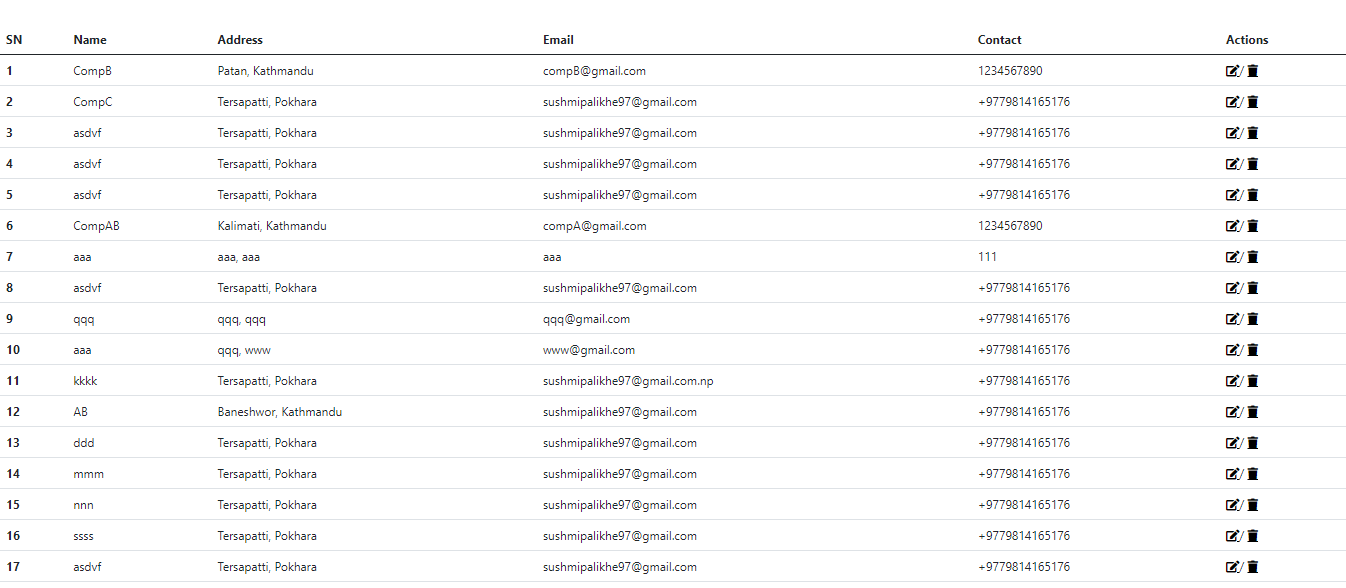 SN Name Address Email Contact Actions
1 CompB Patan, Kathmandu compB@gmail.com 1234567890 /
2 CompC Tersapatti, Pokhara sushmipalikhe97@gmail.com +9779814165176 /
3 asdvf Tersapatti, Pokhara sushmipalikhe97@gmail.com +9779814165176 /
4 asdvf Tersapatti, Pokhara sushmipalikhe97@gmail.com +9779814165176 /
5 asdvf Tersapatti, Pokhara sushmipalikhe97@gmail.com +9779814165176 /
6 CompAB Kalimati, Kathmandu compA@gmail.com 1234567890 /
7 aaa aaa, aaa aaa 111 /
8 asdvf Tersapatti, Pokhara sushmipalikhe97@gmail.com +9779814165176 /
9 qqq qqq, qqq qqq@gmail.com +9779814165176 /
10 aaa qqq, www www@gmail.com +9779814165176 /
11 kkkk Tersapatti, Pokhara sushmipalikhe97@gmail.com.np +9779814165176 /
12 AB Baneshwor, Kathmandu sushmipalikhe97@gmail.com +9779814165176 /
13 ddd Tersapatti, Pokhara sushmipalikhe97@gmail.com +9779814165176 /
14 mmm Tersapatti, Pokhara sushmipalikhe97@gmail.com +9779814165176 /
15 nnn Tersapatti, Pokhara sushmipalikhe97@gmail.com +9779814165176 /
16 ssss Tersapatti, Pokhara sushmipalikhe97@gmail.com +9779814165176 /
17 asdvf Tersapatti, Pokhara sushmipalikhe97@gmail.com +9779814165176 /